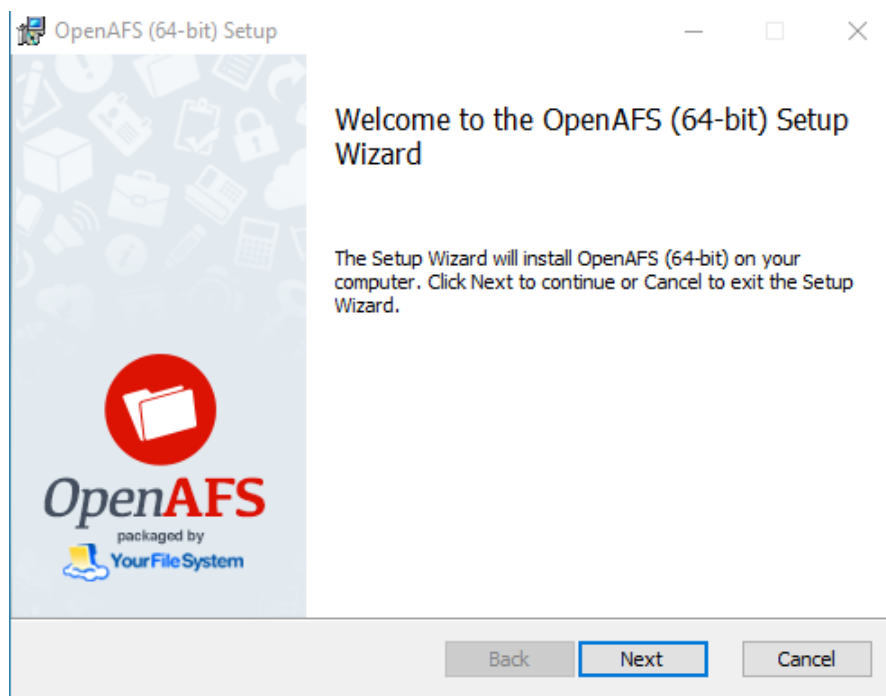 OpenAFS (64-bit) Setup
Welcome to the OpenAFS (64-bit) Setup
Wizard
The Setup Wizard will install OpenAFS (64-bit) on your
computer. Click Next to continue or Cancel to exit the Setup
Wizard.
OpenAFS
packaged by
YourFileSystem
Back
Next
Cancel